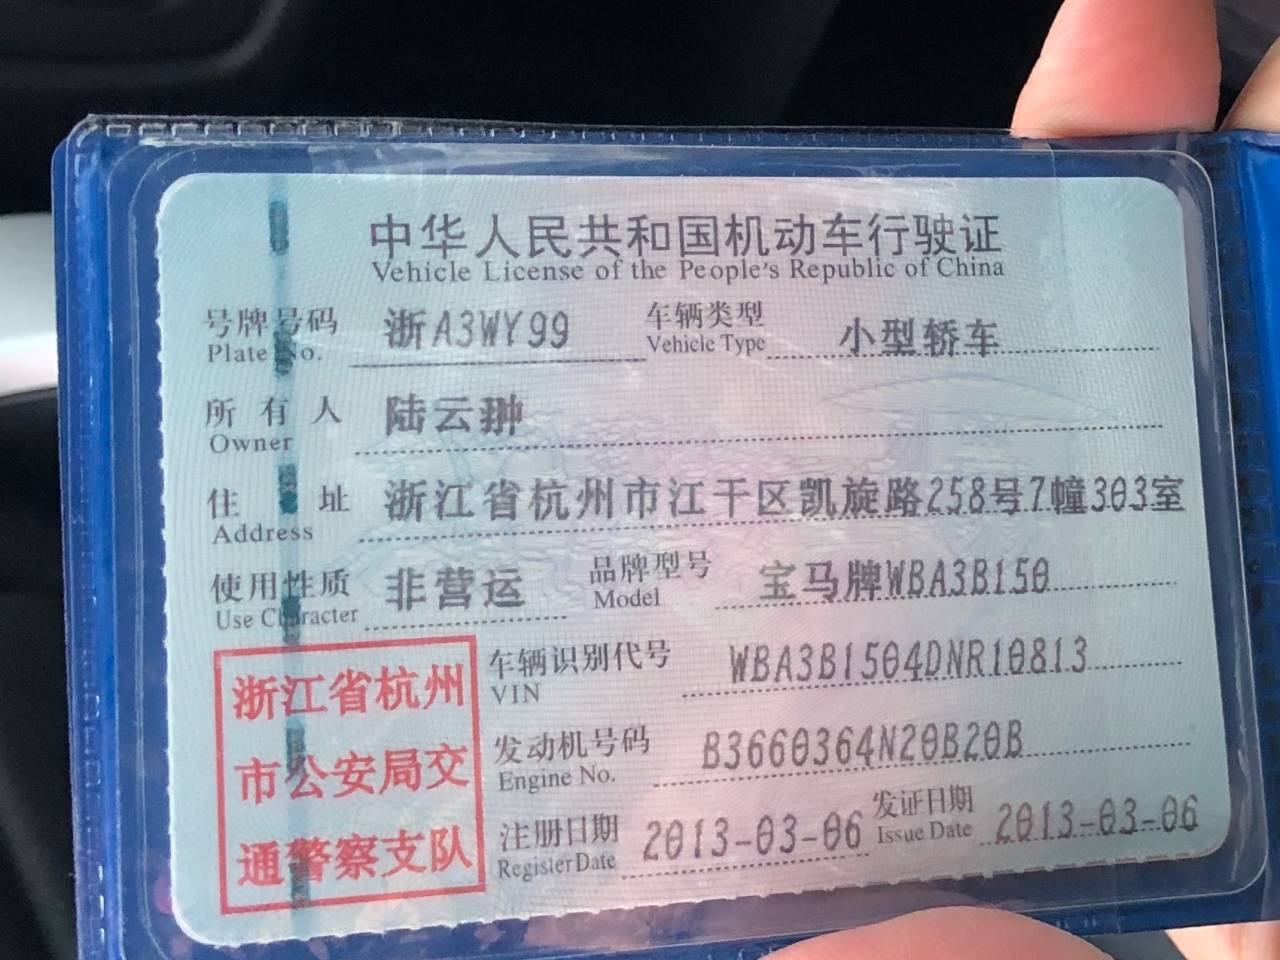 中华人民共和国机动车行驶证
Vehicle License of the People's Republic of China
号牌号码 浙A3WY99 车辆类型 小型轿车
Plate No. Vehicle Type
所有人 陆云翀
Owner
住址 浙江省杭州市江干区凯旋路258号7幢303室
Address
使用性质 非营运 品牌型号 宝马牌WBA3B150
Use Character Model
车辆识别代号 WBA3B1504DNR10813
VIN
发动机号码 B3660364N20B20B
Engine No.
注册日期 2013-03-06 发证日期 2013-03-06
Register Date Issue Date
浙江省杭州
市公安局交
通警察支队